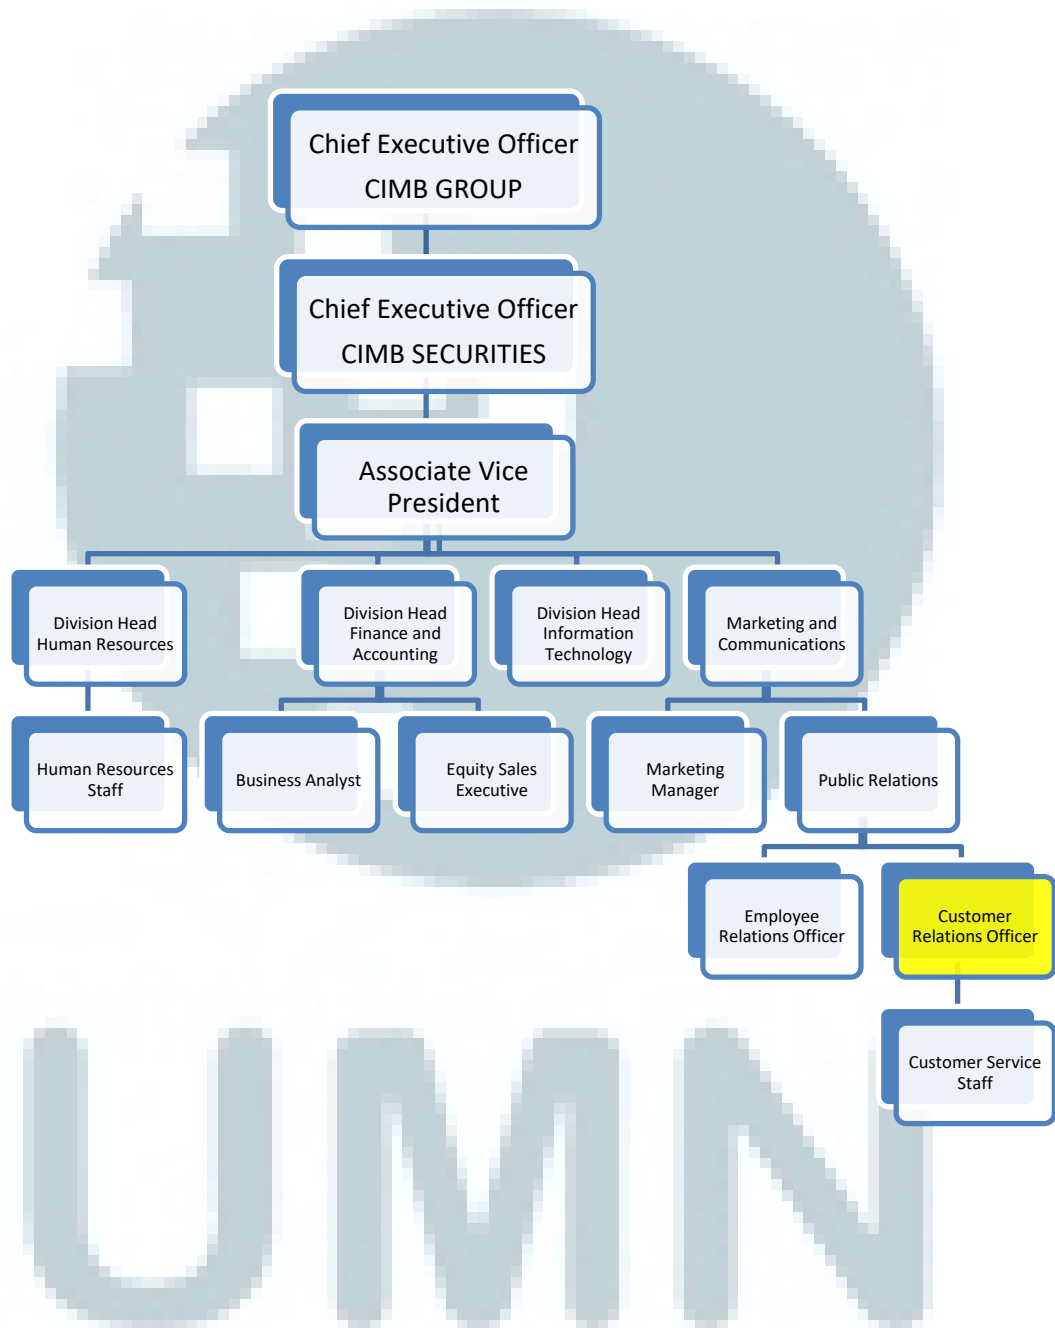 Chief Executive Officer
CIMB GROUP
Chief Executive Officer
CIMB SECURITIES
Associate Vice
President
Division Head
Human Resources
Division Head
Finance and
Accounting
Division Head
Information
Technology
Marketing and
Communications
Human Resources
Staff
Business Analyst
Equity Sales
Executive
Marketing
Manager
Public Relations
Employee
Relations Officer
Customer
Relations Officer
Customer Service
Staff
UMN